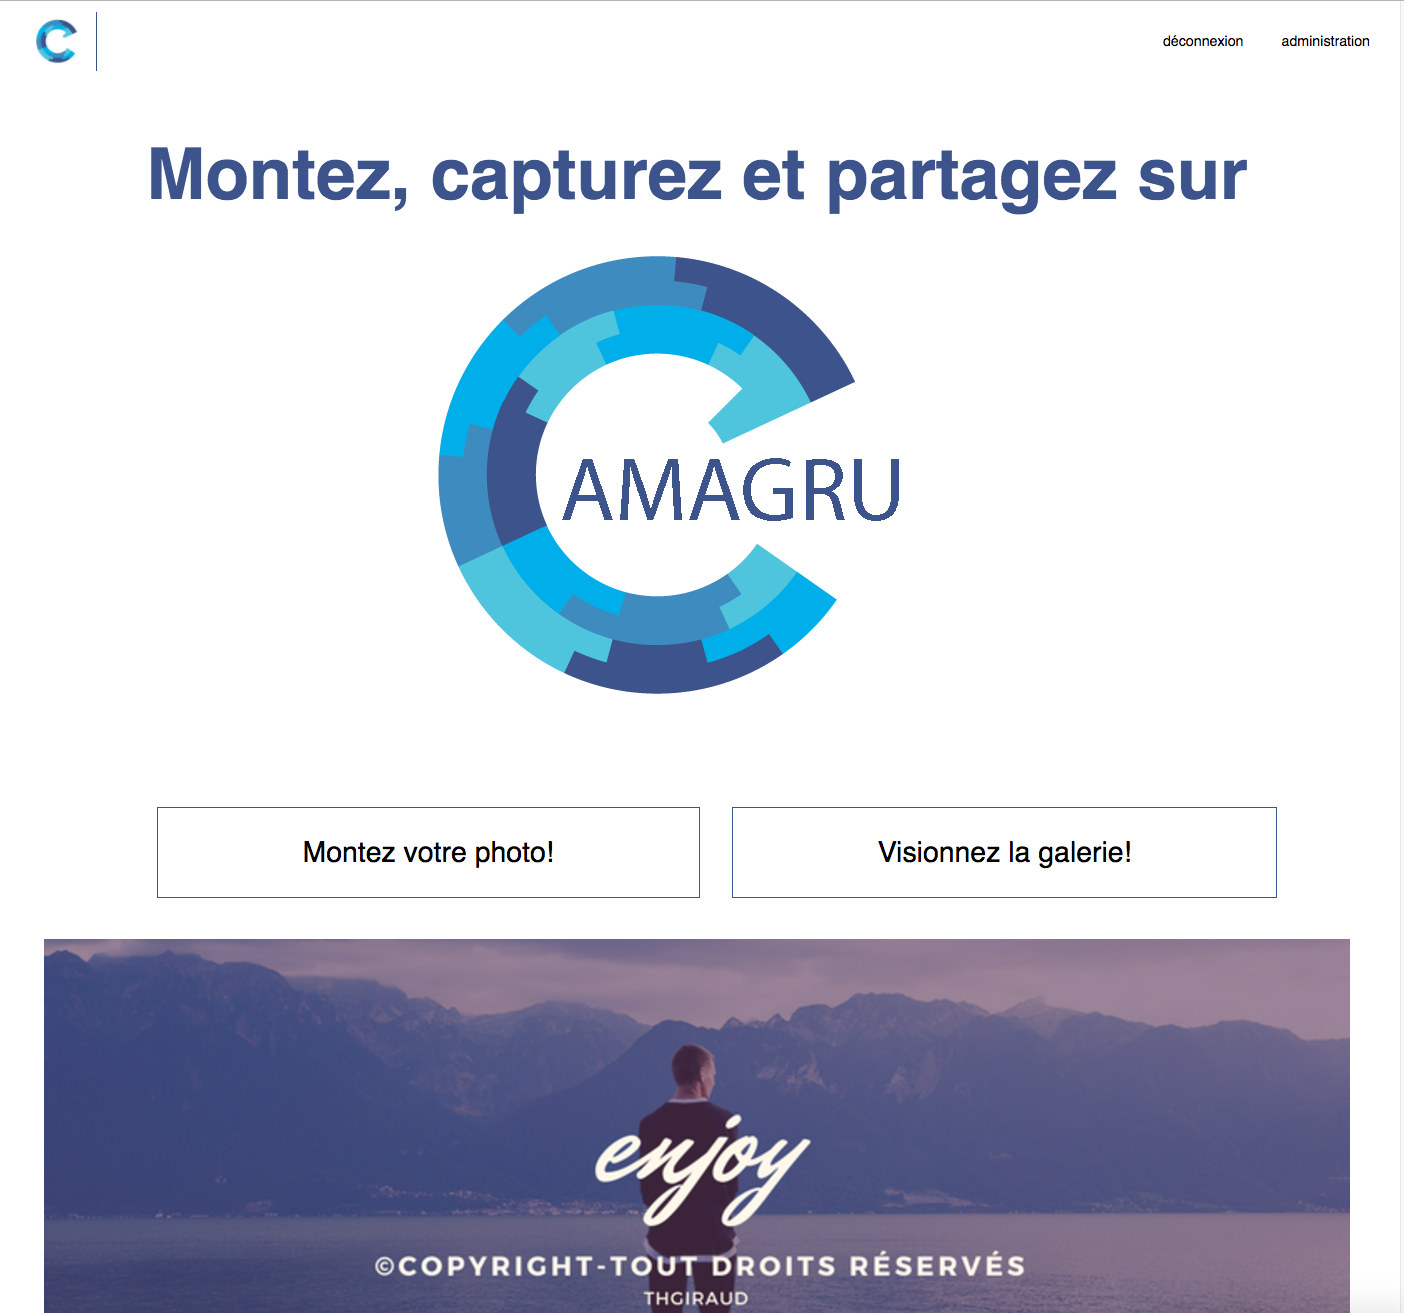 déconnexion administration
Montez, capturez et partagez sur
CAMAGRU
Montez votre photo!
Visionnez la galerie!
enjoy
©COPYRIGHT-TOUT DROITS RÉSERVÉS
THGIRAUD